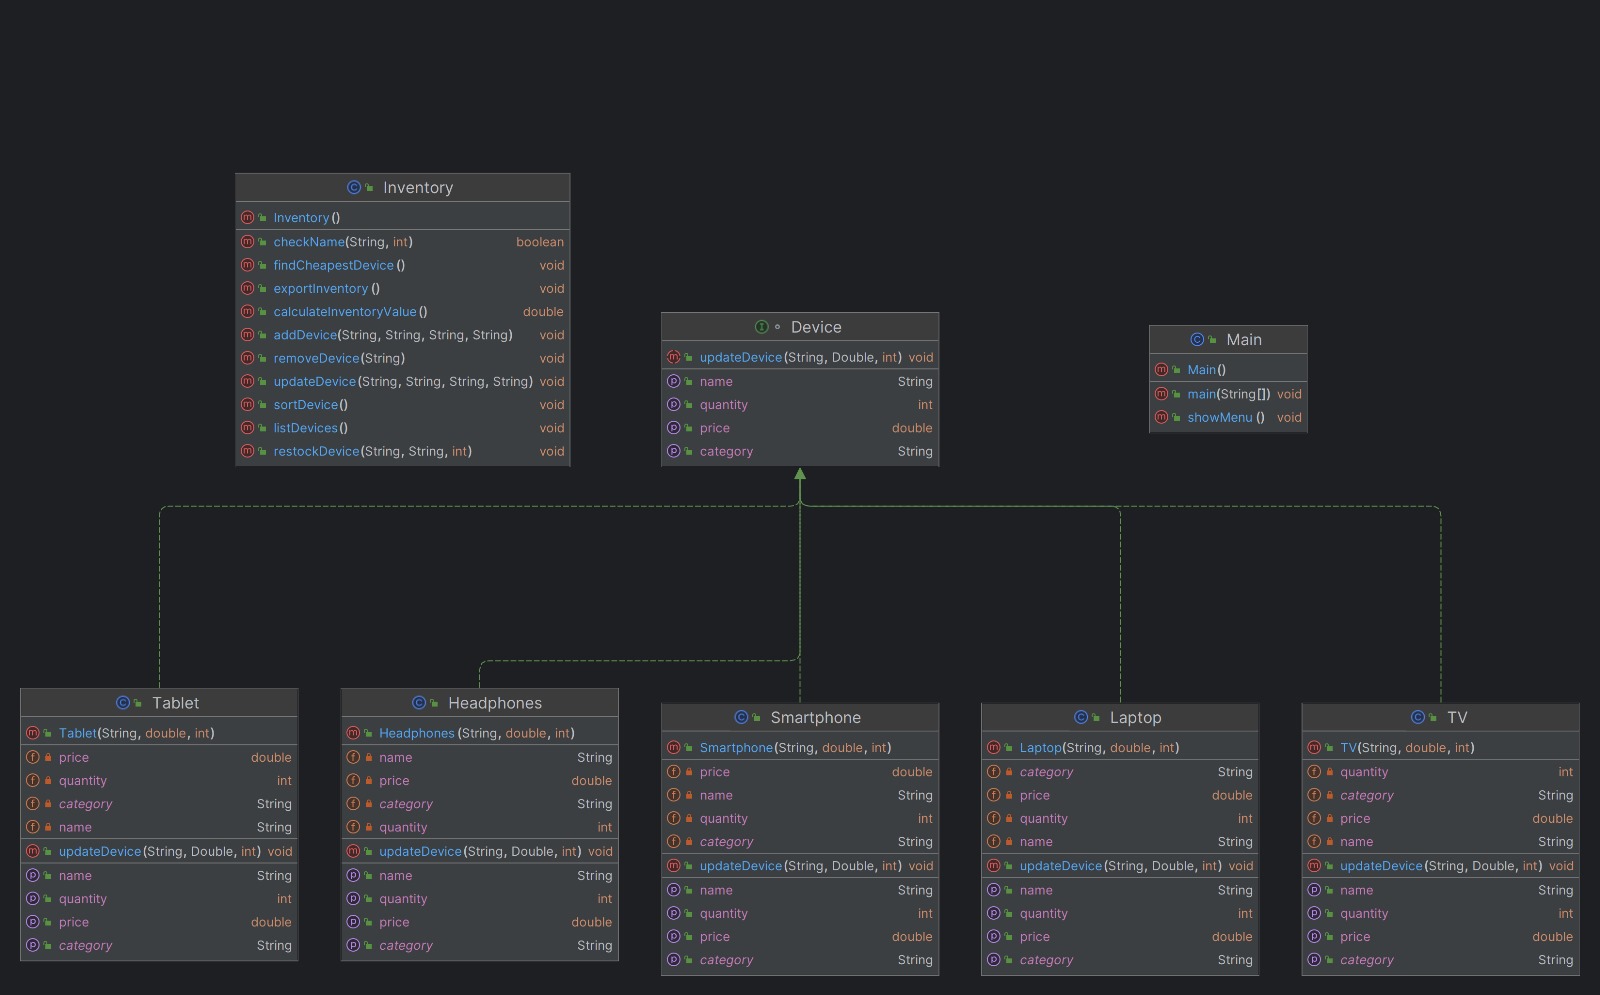 Inventory
Inventory()
checkName(String, int) boolean
findCheapestDevice() void
exportInventory() void
calculateInventoryValue() double
addDevice(String, String, String, String) void
removeDevice(String) void
updateDevice(String, String, String, String) void
sortDevice() void
listDevices() void
restockDevice(String, String, int) void
Device
updateDevice(String, Double, int) void
name String
quantity int
price double
category String
Main
Main()
main(String[]) void
showMenu() void
Tablet
Tablet(String, double, int)
price double
quantity int
category String
name String
updateDevice(String, Double, int) void
name String
quantity int
price double
category String
Headphones
Headphones(String, double, int)
name String
price double
category String
quantity int
updateDevice(String, Double, int) void
name String
quantity int
price double
category String
Smartphone
Smartphone(String, double, int)
price double
name String
quantity int
category String
updateDevice(String, Double, int) void
name String
quantity int
price double
category String
Laptop
Laptop(String, double, int)
category String
price double
quantity int
name String
updateDevice(String, Double, int) void
name String
quantity int
price double
category String
TV
TV(String, double, int)
quantity int
category String
price double
name String
updateDevice(String, Double, int) void
name String
quantity int
price double
category String